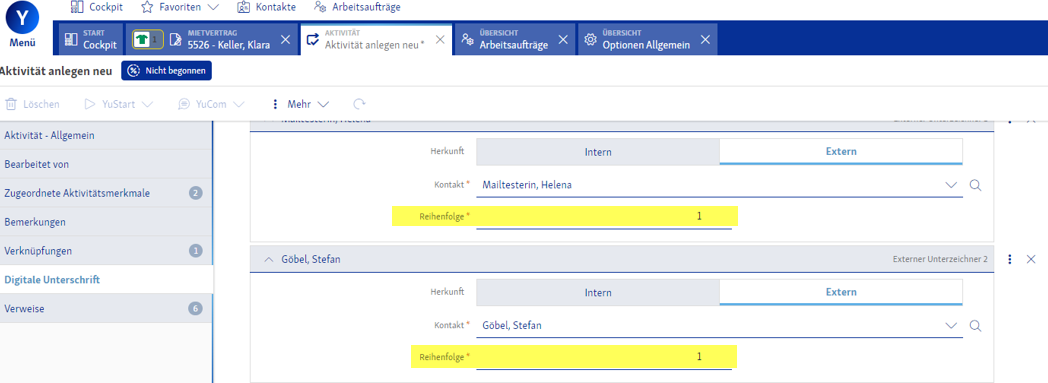 Cockpit Favoriten Kontakte Arbeitsaufträge
Y
Menü
START
Cockpit
1
MIETVERTRAG
5526 - Keller, Klara
AKTIVITÄT
Aktivität anlegen neu *
ÜBERSICHT
Arbeitsaufträge
ÜBERSICHT
Optionen Allgemein
Aktivität anlegen neu Nicht begonnen
Löschen YuStart YuCom Mehr
Aktivität - Allgemein
Bearbeitet von
Zugeordnete Aktivitätsmerkmale 2
Bemerkungen
Verknüpfungen 1
Digitale Unterschrift
Verweise 6
Mailtesterin, Helena Externer Unterzeichner
Herkunft Intern Extern
Kontakt * Mailtesterin, Helena
Reihenfolge * 1
Göbel, Stefan Externer Unterzeichner 2
Herkunft Intern Extern
Kontakt * Göbel, Stefan
Reihenfolge * 1